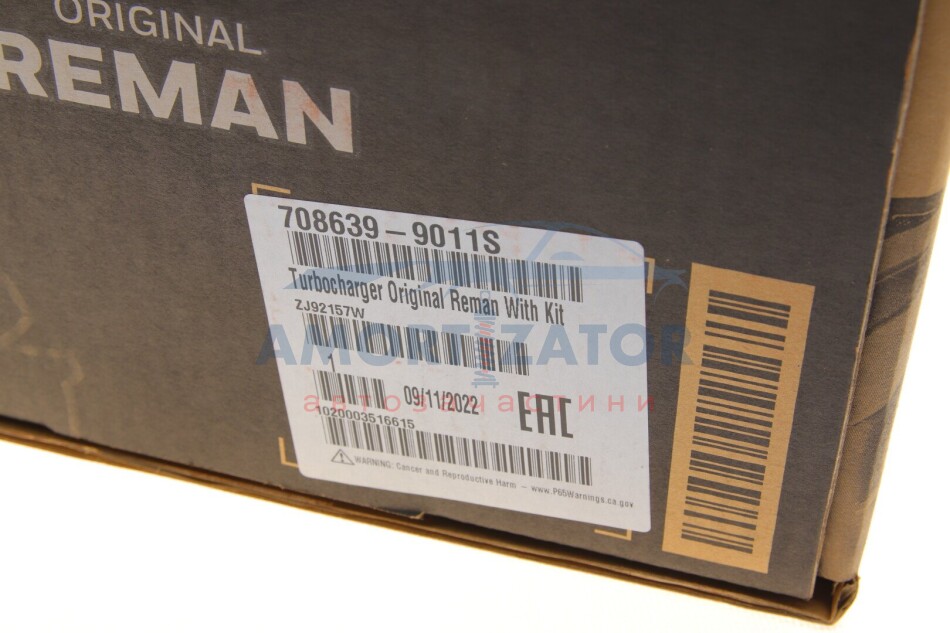 ORIGINAL
REMAN
708639-9011S
Turbocharger Original Reman With Kit
ZJ92157W
AMORTIZATOR
1
09/11/2022
EAC
автозапчастини
1020003516615
WARNING: Cancer and Reproductive Harm - www.P65Warnings.ca.gov